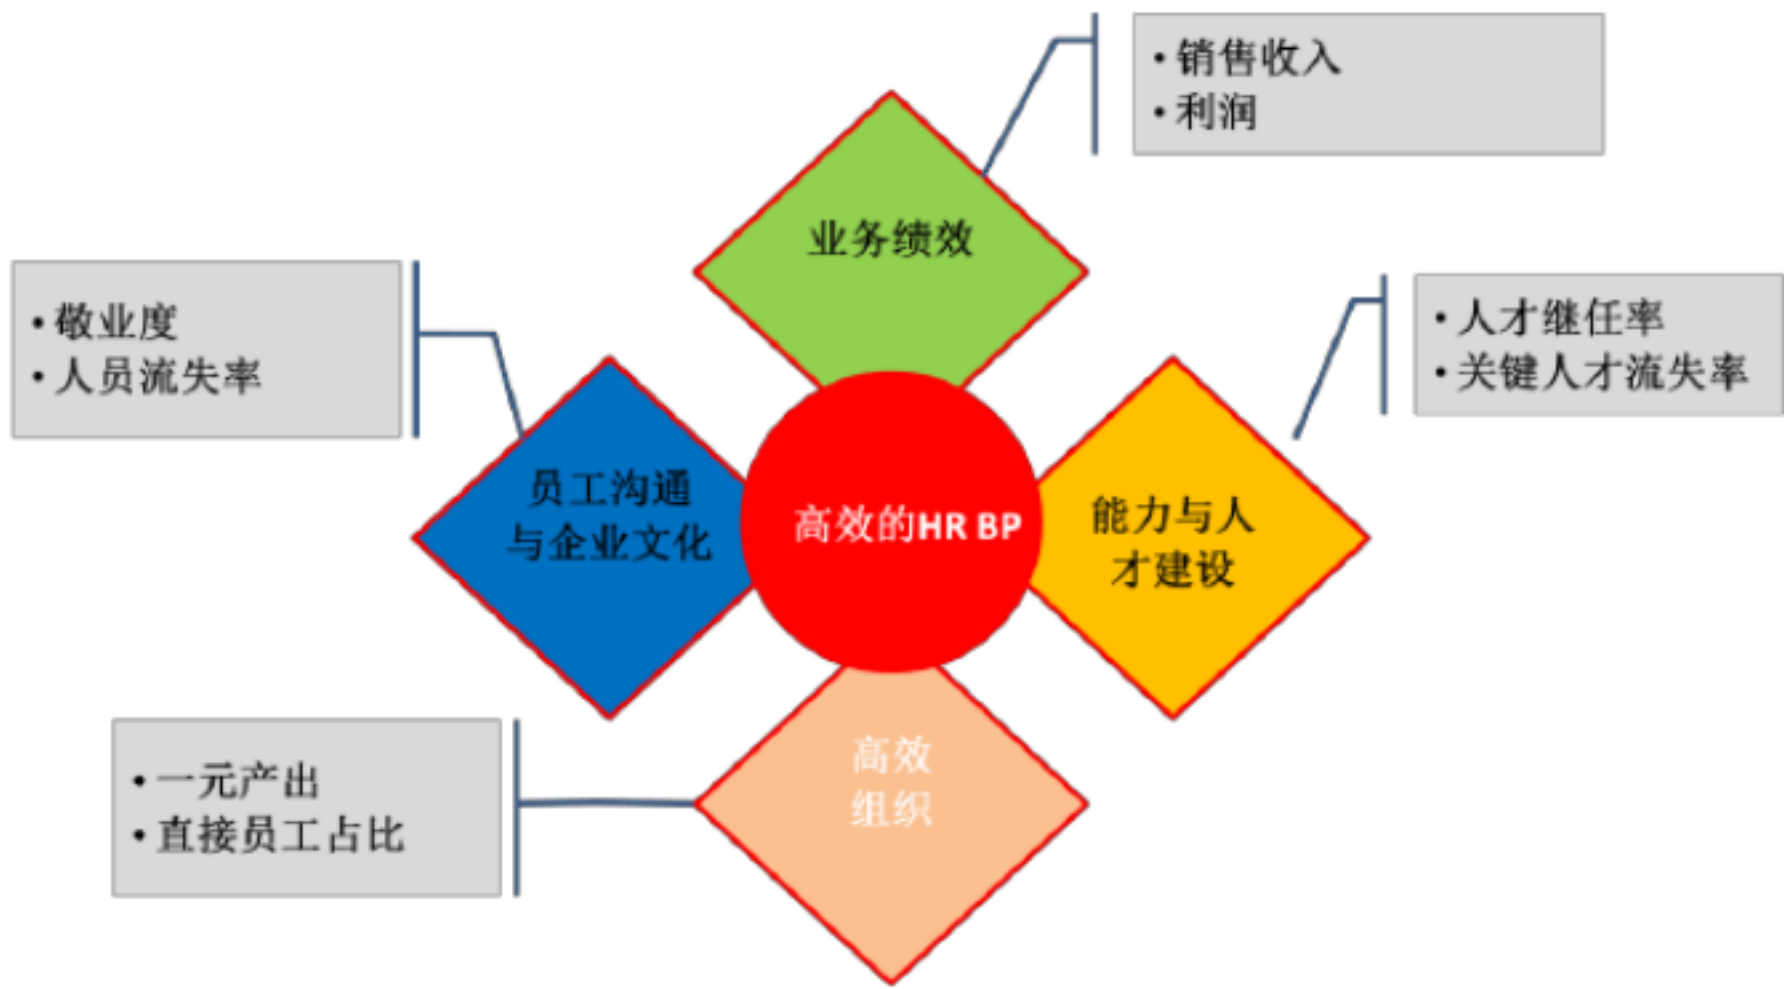 • 销售收入
• 利润
业务绩效
• 敬业度
• 人员流失率
• 人才继任率
• 关键人才流失率
员工沟通
与企业文化
高效的HR BP
能力与人
才建设
高效
组织
• 一元产出
• 直接员工占比